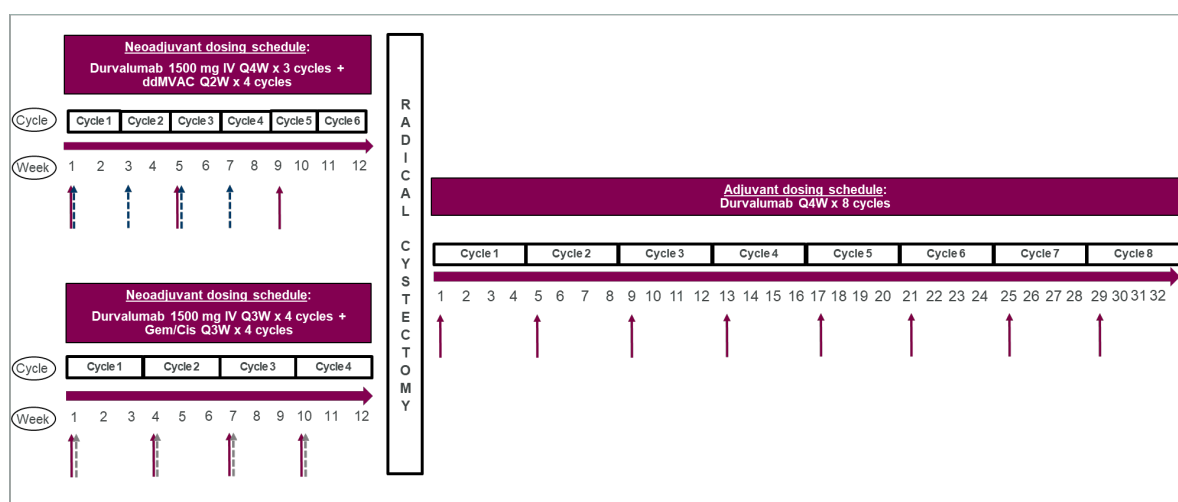 Neoadjuvant dosing schedule:
Durvalumab 1500 mg IV Q4W x 3 cycles +
ddMVAC Q2W x 4 cycles
Cycle
Cycle 1 Cycle 2 Cycle 3 Cycle 4 Cycle 5 Cycle 6
Week
1 2 3 4 5 6 7 8 9 10 11 12
Neoadjuvant dosing schedule:
Durvalumab 1500 mg IV Q3W x 4 cycles +
Gem/Cis Q3W x 4 cycles
Cycle
Cycle 1 Cycle 2 Cycle 3 Cycle 4
Week
1 2 3 4 5 6 7 8 9 10 11 12
RADICAL CYSTECTOMY
Adjuvant dosing schedule:
Durvalumab Q4W x 8 cycles
Cycle 1 Cycle 2 Cycle 3 Cycle 4 Cycle 5 Cycle 6 Cycle 7 Cycle 8
1 2 3 4 5 6 7 8 9 10 11 12 13 14 15 16 17 18 19 20 21 22 23 24 25 26 27 28 29 30 31 32